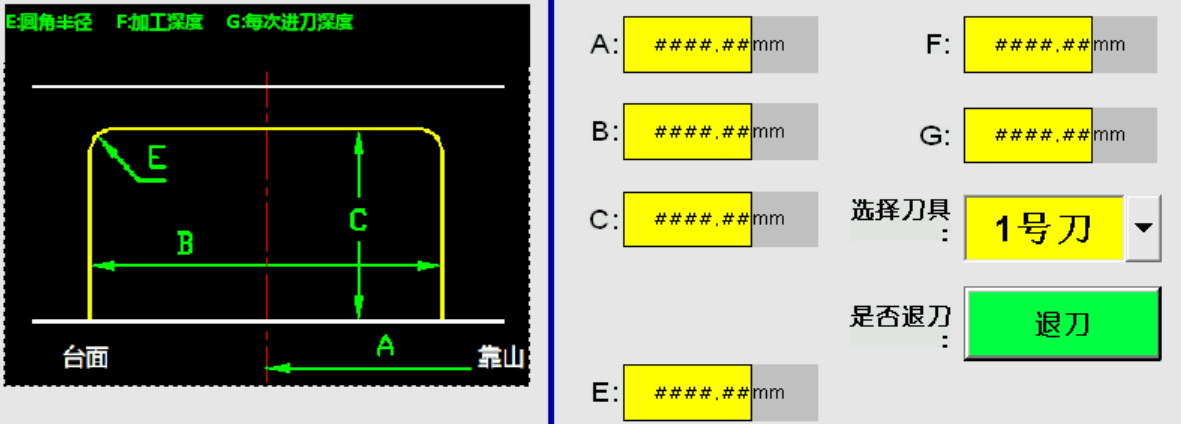 E:圆角半径 F:加工深度 G:每次进刀深度
E
C
B
A
台面
靠山
A: ####.##mm
F: ####.##mm
B: ####.##mm
G: ####.##mm
C: ####.##mm
选择刀具: 1号刀
是否退刀: 退刀
E: ####.##mm